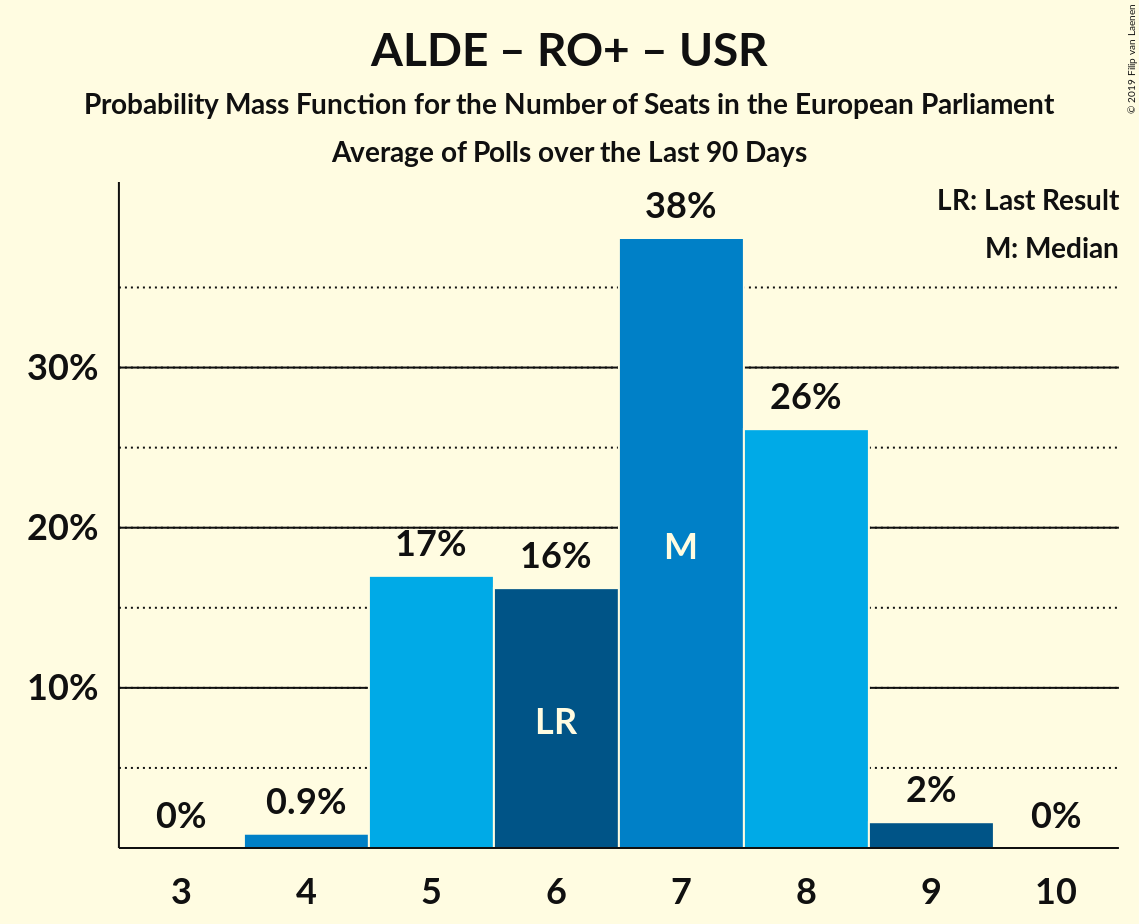 ALDE – RO+ – USR
Probability Mass Function for the Number of Seats in the European Parliament
Average of Polls over the Last 90 Days
© 2019 Filip van Laenen
LR: Last Result
M: Median
38%
30%
26%
20%
17%
16%
M
10%
LR
0%
0.9%
2%
0%
3 4 5 6 7 8 9 10